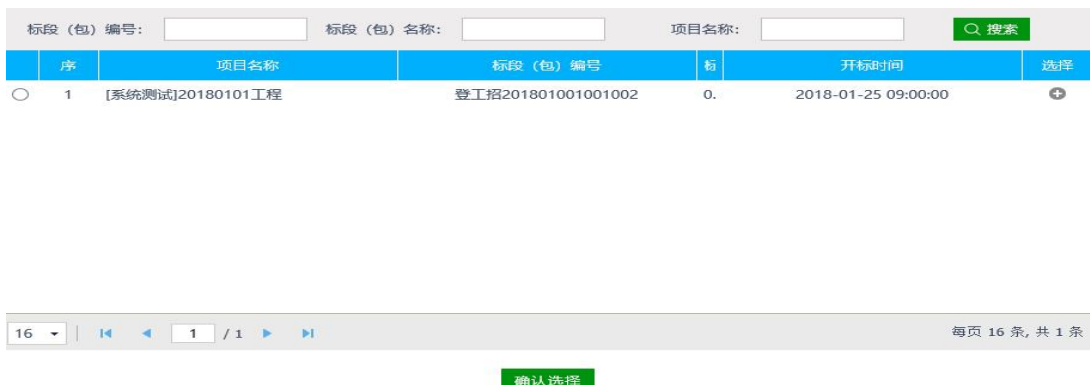 标段（包）编号： 标段（包）名称： 项目名称： 搜索
序 项目名称 标段（包）编号 标 开标时间 选择
1 [系统测试]20180101工程 登工招201801001001002 0. 2018-01-25 09:00:00
16 1 / 1 每页 16 条, 共 1 条
确认选择